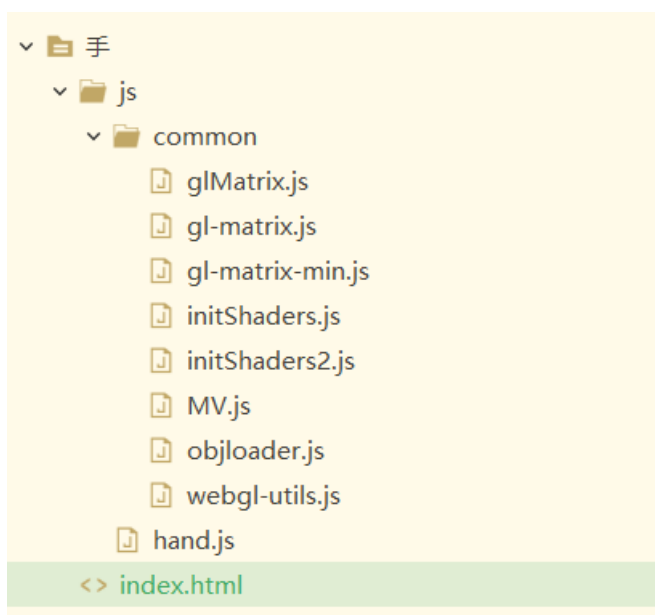 手
js
common
glMatrix.js
gl-matrix.js
gl-matrix-min.js
initShaders.js
initShaders2.js
MV.js
objloader.js
webgl-utils.js
hand.js
<> index.html